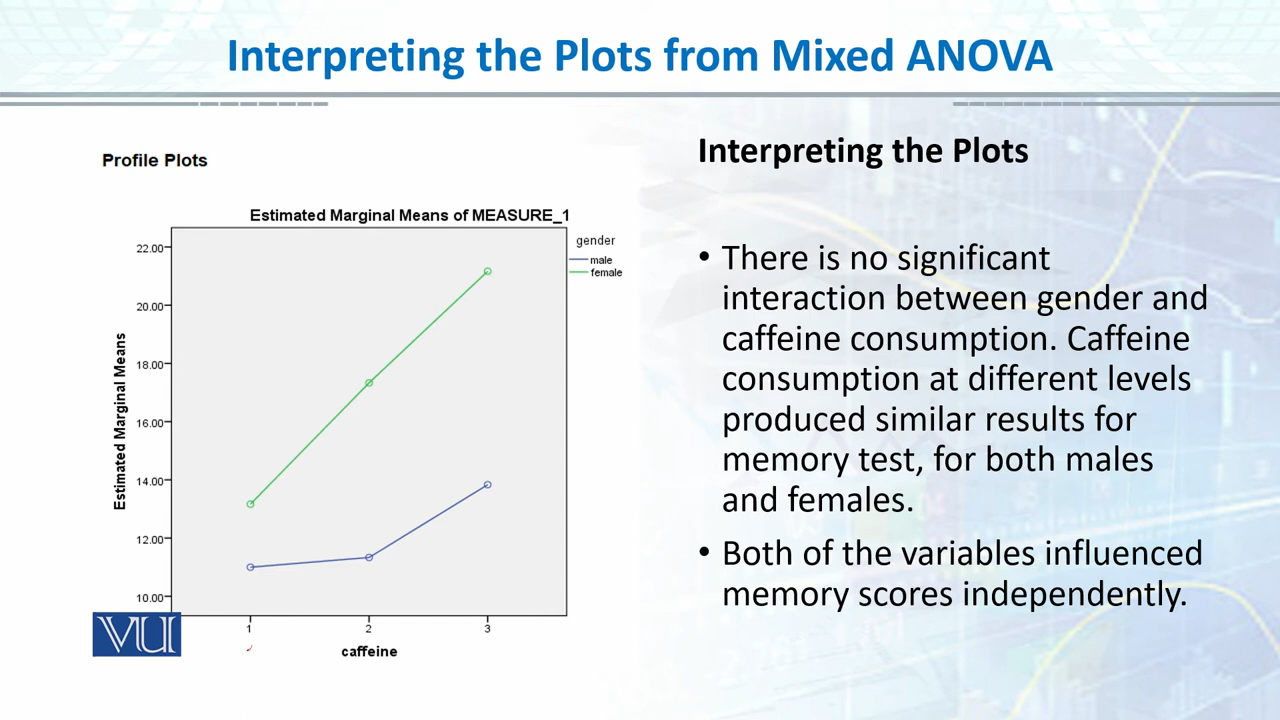 Interpreting the Plots from Mixed ANOVA
Profile Plots
Estimated Marginal Means of MEASURE_1
gender
male
female
Estimated Marginal Means
22.00
20.00
18.00
16.00
14.00
12.00
10.00
1
2
3
caffeine
VU
Interpreting the Plots
• There is no significant
interaction between gender and
caffeine consumption. Caffeine
consumption at different levels
produced similar results for
memory test, for both males
and females.
• Both of the variables influenced
memory scores independently.